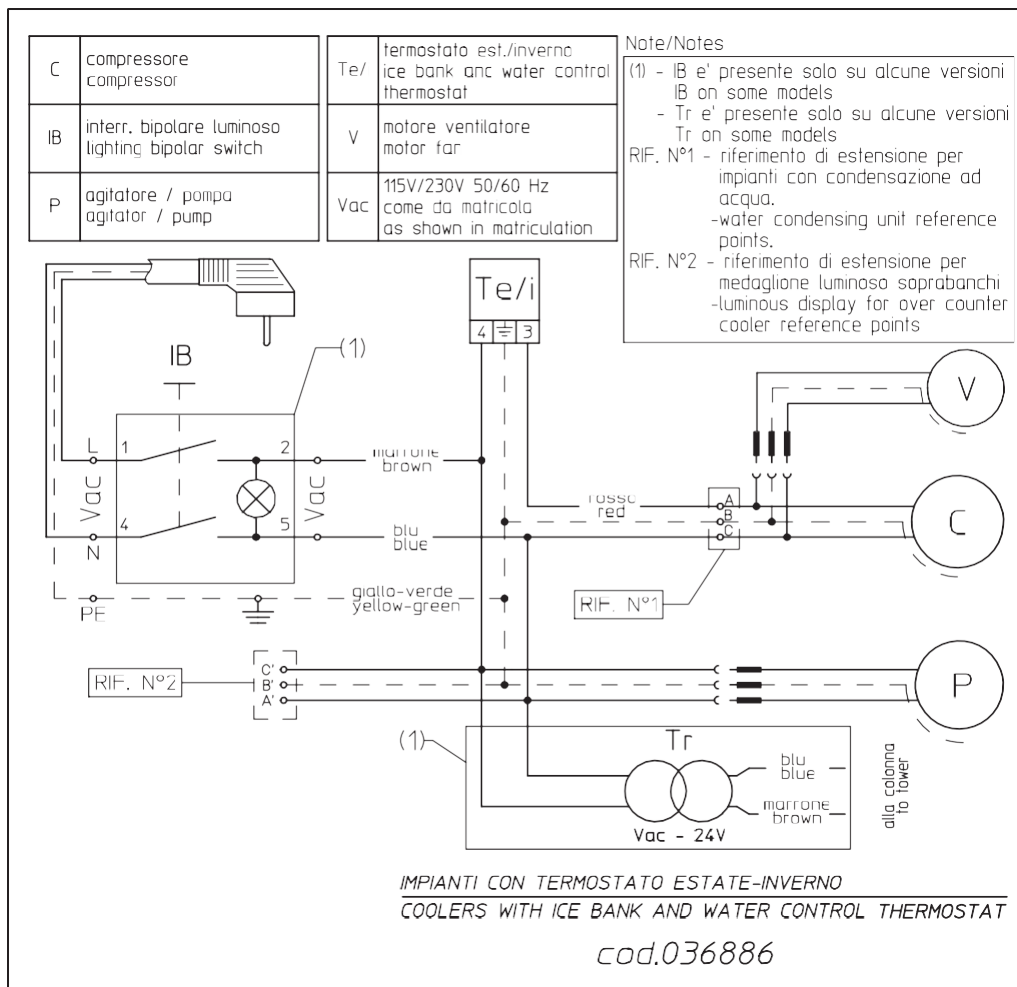 C
compressore
compressor
IB
interr. bipolare luminoso
lighting bipolar switch
P
agitatore / pompa
agitator / pump
Te/
termostato est./inverno
ice bank anc water control
thermostat
V
motore ventilatore
motor far
Vac
115V/230V 50/60 Hz
come da matricola
as shown in matriculation
Note/Notes
(1) - IB e' presente solo su alcune versioni
IB on some models
- Tr e' presente solo su alcune versioni
Tr on some models
RIF. N°1 - riferimento di estensione per
impianti con condensazione ad
acqua.
-water condensing unit reference
points.
RIF. N°2 - riferimento di estensione per
medaglione luminoso soprabanchi
-luminous display for over counter
cooler reference points
Te/i
4 3
IB
(1)
V
L
1
2
marrone
brown
Vac
Vac
rosso
red
A
B
C
C
4
5
N
blu
blue
PE
giallo-verde
yellow-green
RIF. N°1
RIF. N°2
C'
B'
A'
P
(1)
Tr
blu
blue
marrone
brown
Vac - 24V
alla colonna
to tower
IMPIANTI CON TERMOSTATO ESTATE-INVERNO
COOLERS WITH ICE BANK AND WATER CONTROL THERMOSTAT
cod.036886